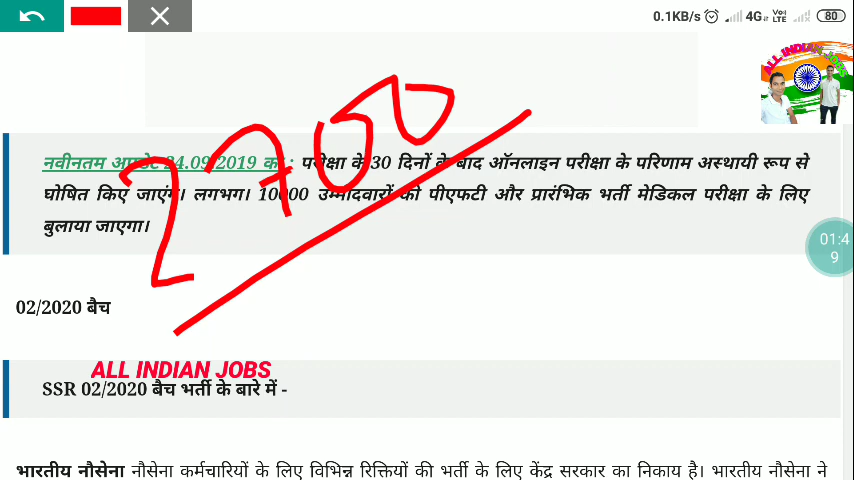 0.1KB/s 4G VoLTE 80
ALL INDIAN JOBS
नवीनतम अपडेट 24.09.2019 को : परीक्षा के 30 दिनों के बाद ऑनलाइन परीक्षा के परिणाम अस्थायी रूप से
घोषित किए जाएंगे। लगभग। 10000 उम्मीदवारों को पीएफटी और प्रारंभिक भर्ती मेडिकल परीक्षा के लिए
बुलाया जाएगा।
2700
01:49
02/2020 बैच
ALL INDIAN JOBS
SSR 02/2020 बैच भर्ती के बारे में -
भारतीय नौसेना नौसेना कर्मचारियों के लिए विभिन्न रिक्तियों की भर्ती के लिए केंद्र सरकार का निकाय है। भारतीय नौसेना ने